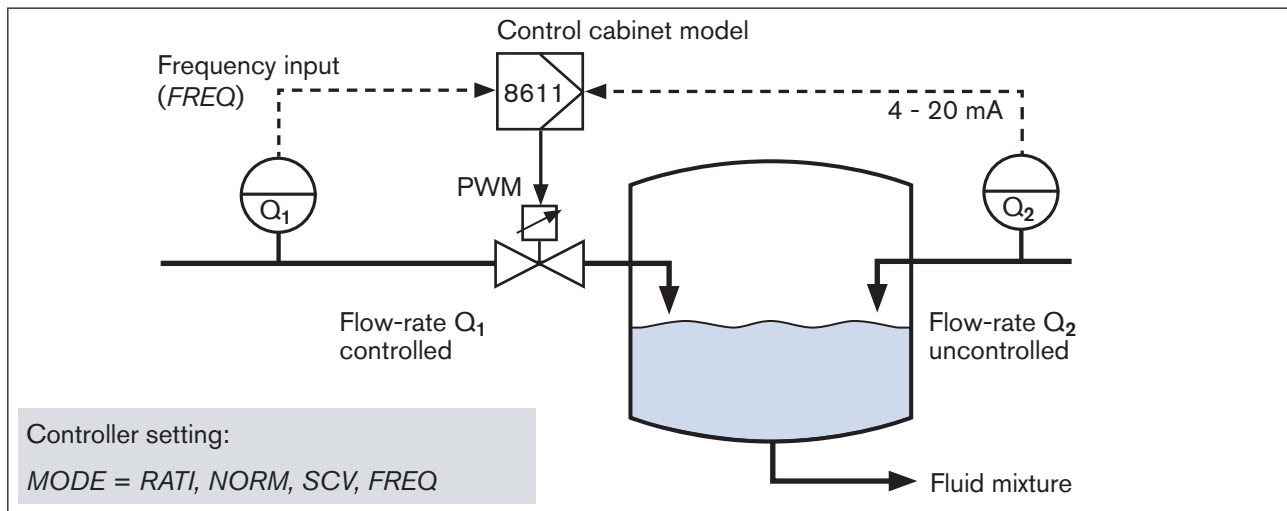 Control cabinet model
Frequency input
(FREQ)
8611
4 - 20 mA
PWM
Q1
Q2
Flow-rate Q1
controlled
Flow-rate Q2
uncontrolled
Controller setting:
MODE = RATI, NORM, SCV, FREQ
Fluid mixture